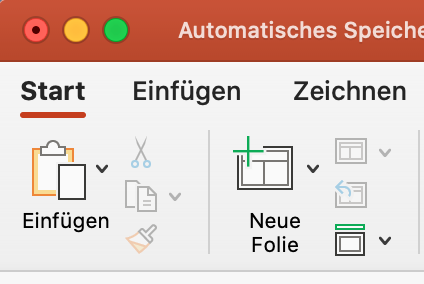 Automatisches Speiche
Start Einfügen Zeichnen
Einfügen
Neue
Folie